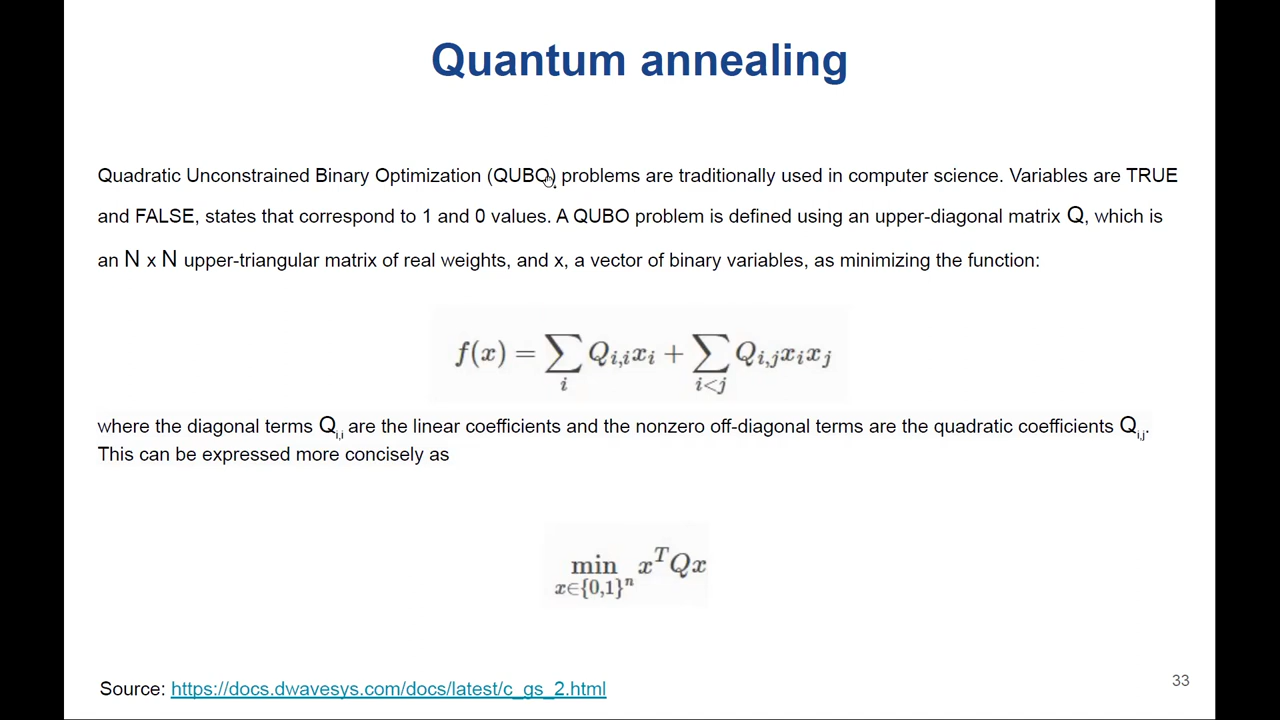 Quantum annealing
Quadratic Unconstrained Binary Optimization (QUBO) problems are traditionally used in computer science. Variables are TRUE
and FALSE, states that correspond to 1 and 0 values. A QUBO problem is defined using an upper-diagonal matrix Q, which is
an N x N upper-triangular matrix of real weights, and x, a vector of binary variables, as minimizing the function:
f(x) = ∑_i Q_{i,i}x_i + ∑_{i<j} Q_{i,j}x_ix_j
where the diagonal terms Q_{i,i} are the linear coefficients and the nonzero off-diagonal terms are the quadratic coefficients Q_{i,j}.
This can be expressed more concisely as
min_{x∈{0,1}^n} x^T Qx
Source: https://docs.dwavesys.com/docs/latest/c_gs_2.html
33